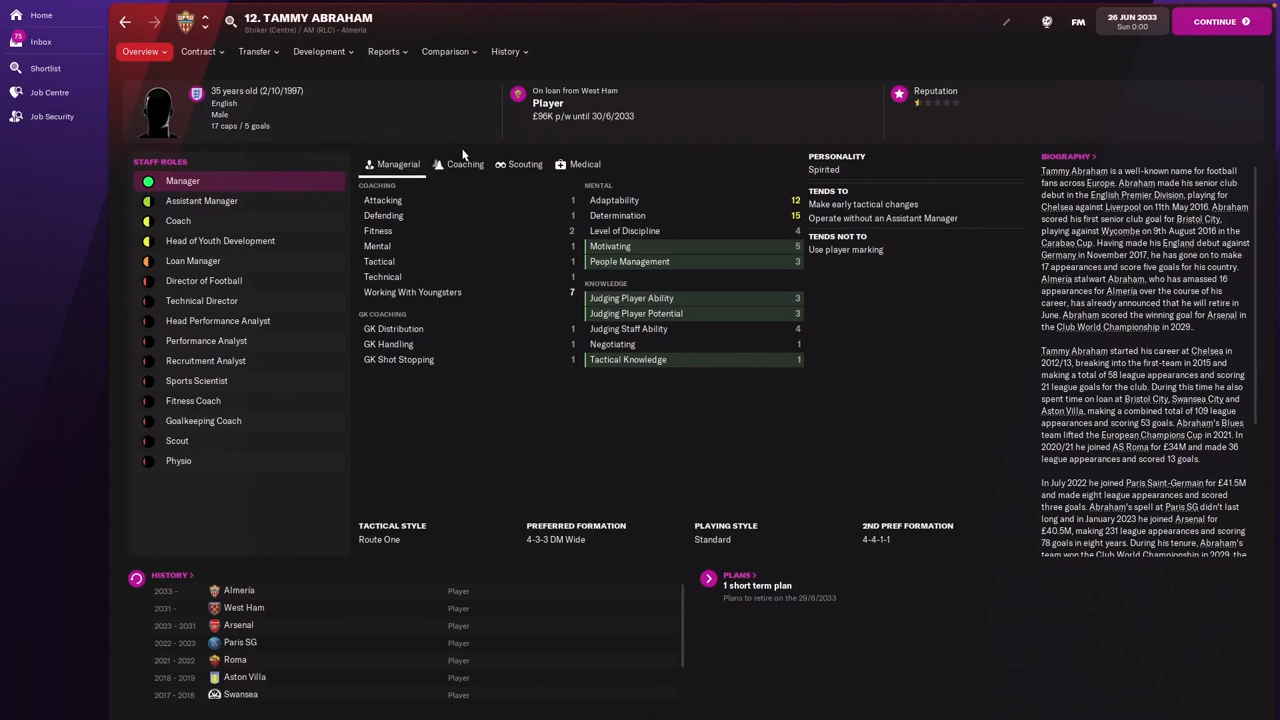 Home
75
Inbox
Shortlist
Job Centre
Job Security
12. TAMMY ABRAHAM
Striker (Centre) / AM (RLC) - Almería
FM
26 JUN 2033
Sun 0:00
CONTINUE
Overview
Contract
Transfer
Development
Reports
Comparison
History
35 years old (2/10/1997)
English
Male
17 caps / 5 goals
On loan from West Ham
Player
£96K p/w until 30/6/2033
Reputation
STAFF ROLES
Manager
Assistant Manager
Coach
Head of Youth Development
Loan Manager
Director of Football
Technical Director
Head Performance Analyst
Performance Analyst
Recruitment Analyst
Sports Scientist
Fitness Coach
Goalkeeping Coach
Scout
Physio
Managerial
Coaching
Scouting
Medical
COACHING
Attacking 1
Defending 1
Fitness 2
Mental 1
Tactical 1
Technical 1
Working With Youngsters 7
GK COACHING
GK Distribution 1
GK Handling 1
GK Shot Stopping 1
MENTAL
Adaptability 12
Determination 15
Level of Discipline 4
Motivating 5
People Management 3
KNOWLEDGE
Judging Player Ability 3
Judging Player Potential 3
Judging Staff Ability 4
Negotiating 1
Tactical Knowledge 1
PERSONALITY
Spirited
TENDS TO
Make early tactical changes
Operate without an Assistant Manager
TENDS NOT TO
Use player marking
TACTICAL STYLE
Route One
PREFERRED FORMATION
4-3-3 DM Wide
PLAYING STYLE
Standard
2ND PREF FORMATION
4-4-1-1
BIOGRAPHY
Tammy Abraham is a well-known name for football
fans across Europe. Abraham made his senior club
debut in the English Premier Division, playing for
Chelsea against Liverpool on 11th May 2016. Abraham
scored his first senior club goal for Bristol City,
playing Wycombe on 9th August 2016 in the
Carabao Cup. Having made his England debut against
Germany in November 2017, he has gone on to make
17 appearances and score five goals for his country.
Almería stalwart Abraham, who has amassed 16
appearances for Almería over the course of his
career, has already announced that he will retire in
June. Abraham scored the winning goal for Arsenal in
the Club World Championship in 2029..
Tammy Abraham started his career at Chelsea in
2012/13, breaking into the first-team in 2015 and
making a total of 58 league appearances and scoring
21 league goals for the club. During this time he also
spent time on loan at Bristol City, Swansea City and
Aston Villa, making a combined total of 109 league
appearances and scoring 53 goals. Abraham's Blues
team lifted the European Champions Cup in 2021. In
2020/21 he joined AS Roma for £34M and made 36
league appearances and scored 13 goals.
In July 2022 he joined Paris Saint-Germain for £41.5M
and made eight league appearances and scored
three goals. Abraham's spell at Paris SG didn't last
long and in January 2023 he joined Arsenal for
£40.5M, making 231 league appearances and scoring
78 goals in eight years. During his tenure, Abraham's
team won the Club World Championship in 2029, the
HISTORY
2033 - Almería Player
2031 - West Ham Player
2023 - 2031 Arsenal Player
2022 - 2023 Paris SG Player
2021 - 2022 Roma Player
2018 - 2019 Aston Villa Player
2017 - 2018 Swansea Player
PLANS
1 short term plan
Plans to retire on the 29/6/2033